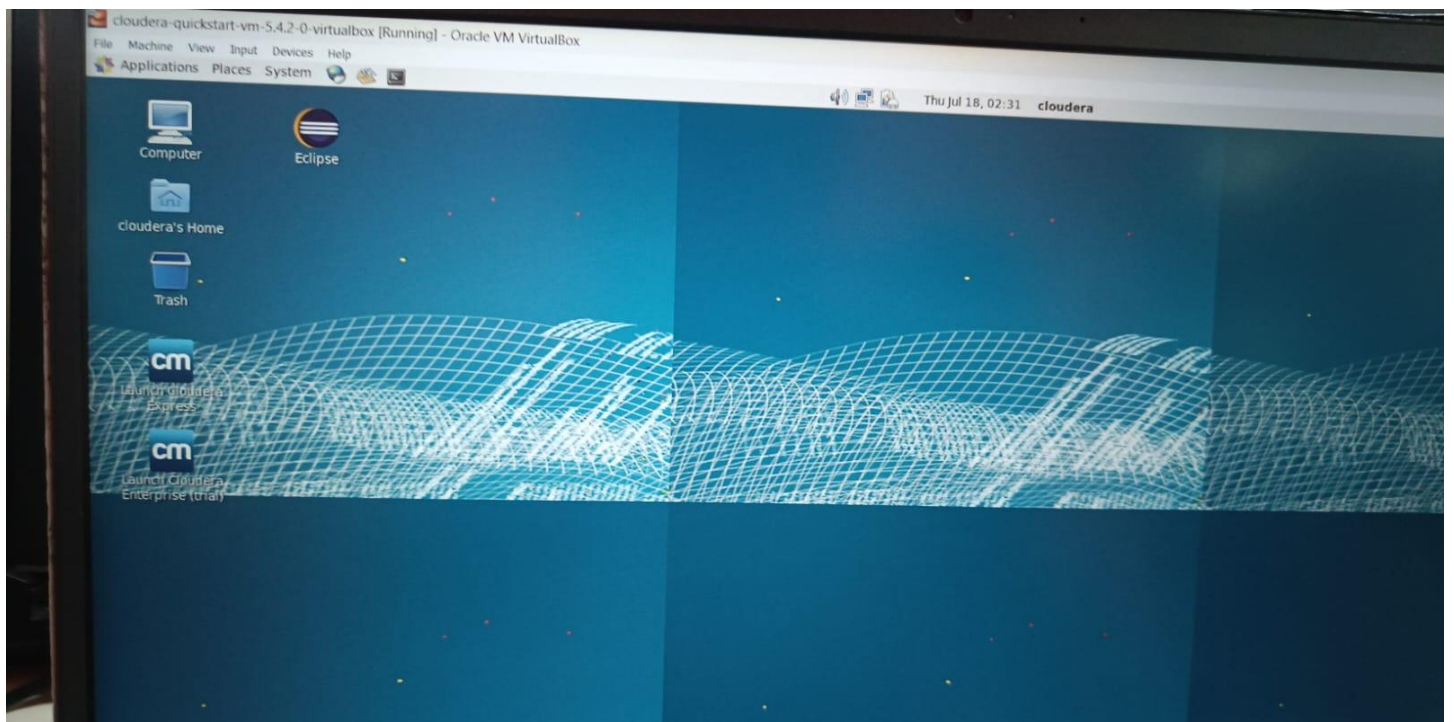 cloudera-quickstart-vm-5.4.2-0-virtualbox [Running] - Oracle VM VirtualBox
File Machine View Input Devices Help
Applications Places System
Thu Jul 18, 02:31 cloudera
Computer
Eclipse
cloudera's Home
Trash
cm
Launch Cloudera
Express
cm
Launch Cloudera
Enterprise (trial)